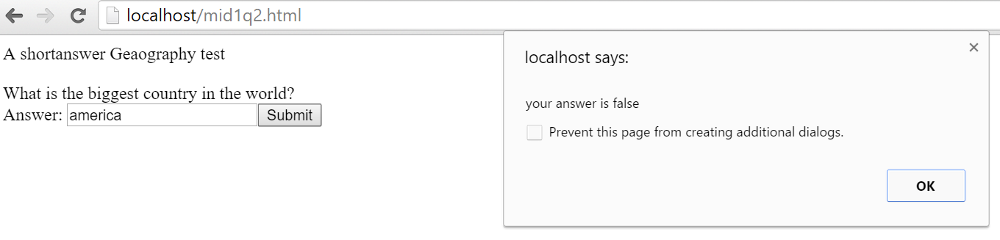 localhost/mid1q2.html
A shortanswer Geaography test
What is the biggest country in the world?
Answer: america Submit
localhost says:
your answer is false
Prevent this page from creating additional dialogs.
OK